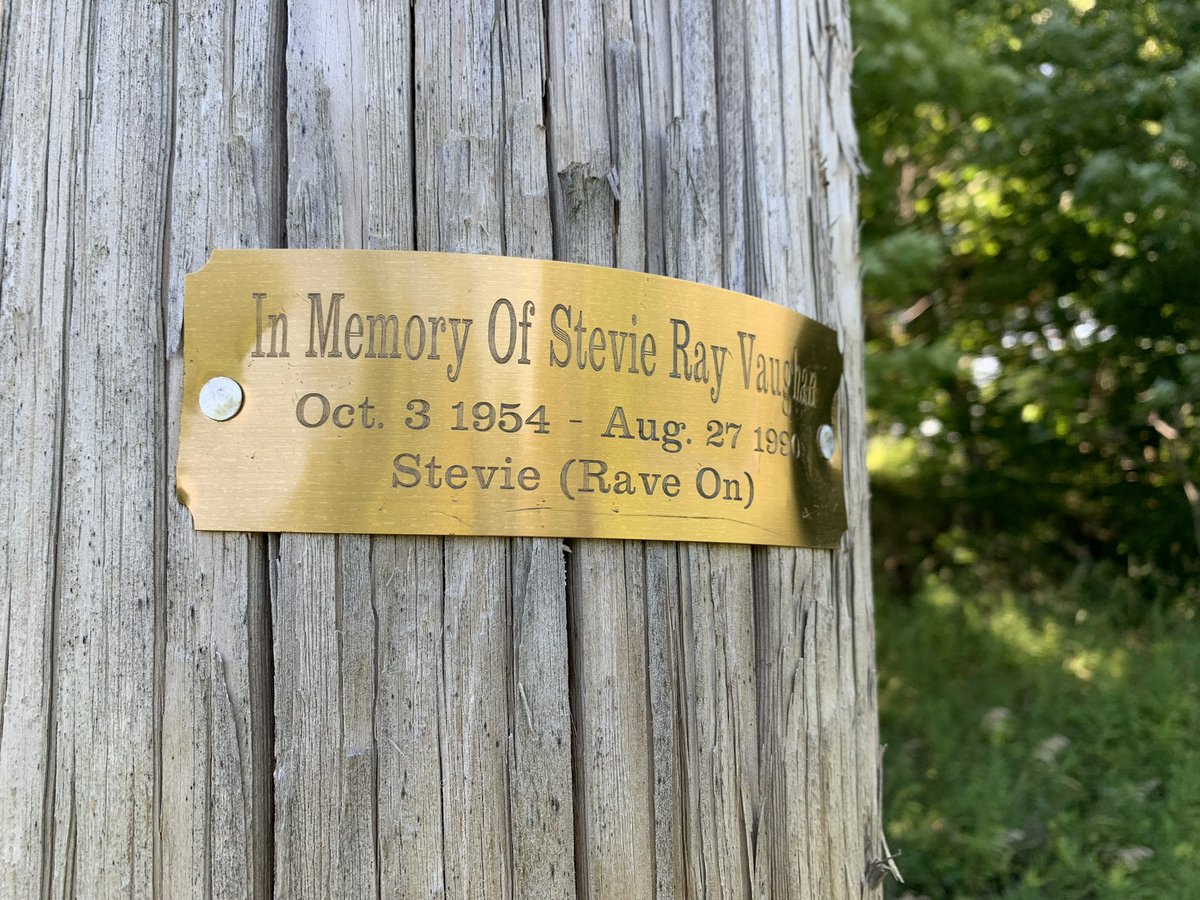 In Memory Of Stevie Ray Vaughan
Oct. 3 1954 - Aug. 27 1990
Stevie (Rave On)